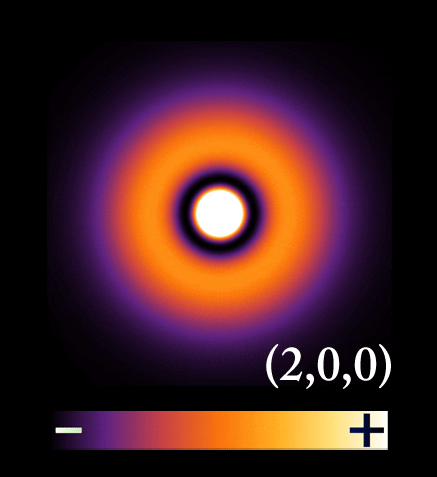 (2,0,0)
− +